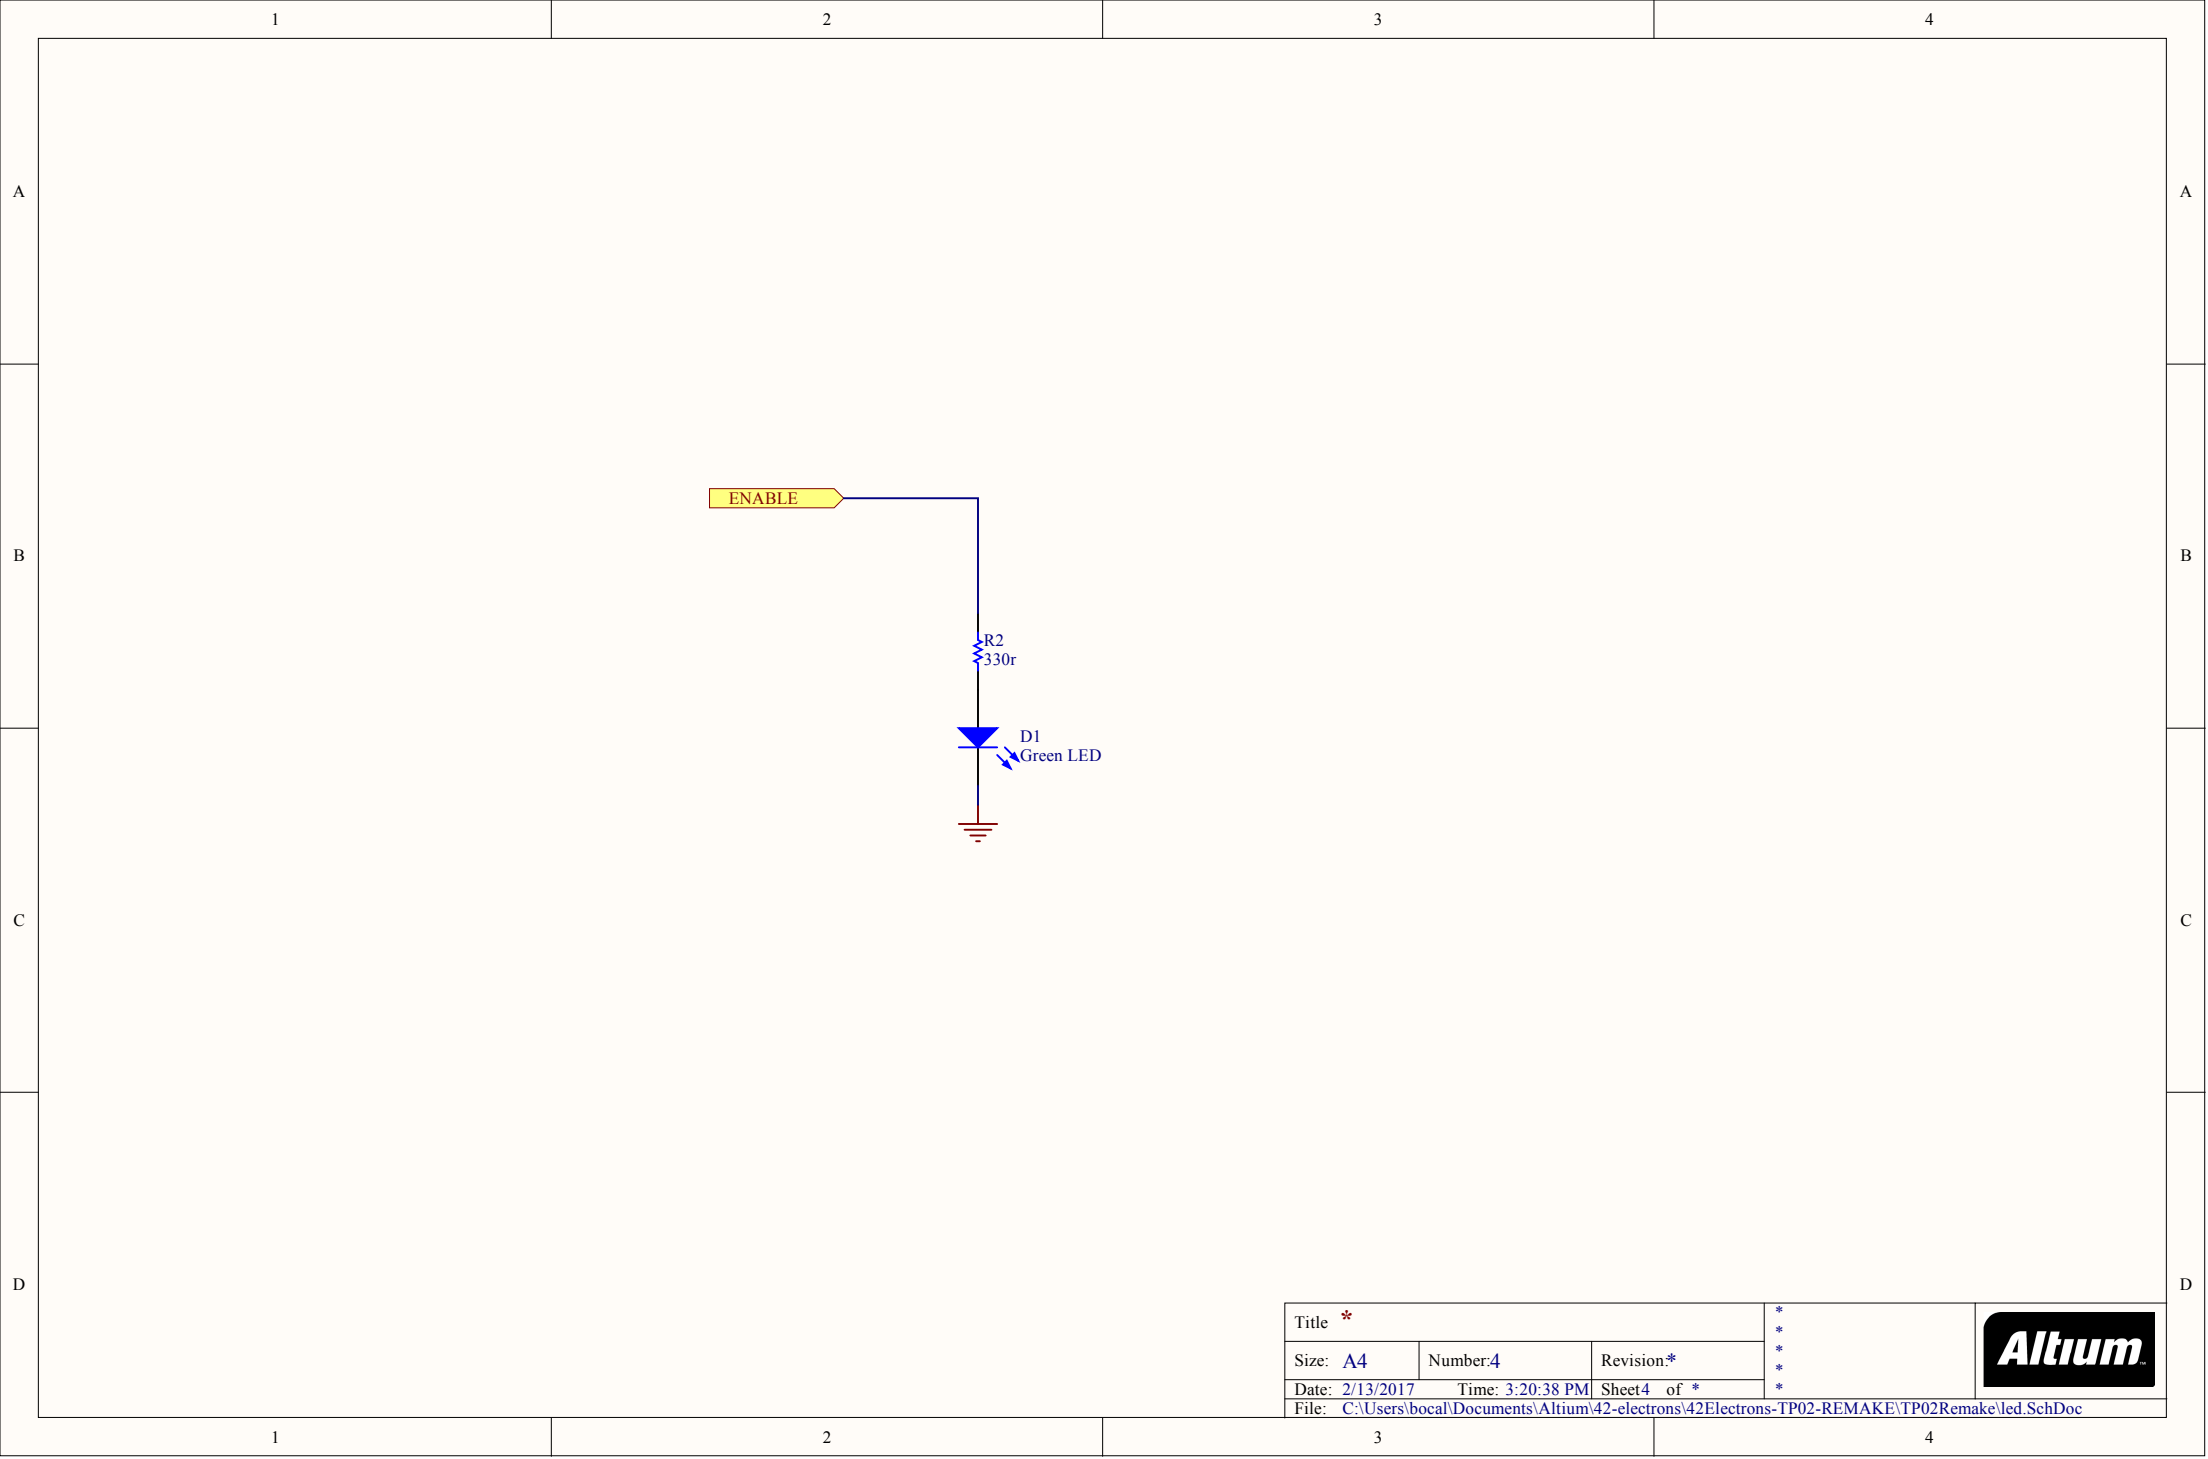 1 2 3 4
A A
ENABLE
B B
R2
330r
D1
Green LED
C C
D D
Title *
*
*
*
*
*
Size: A4 Number:4 Revision:*
Date: 2/13/2017 Time: 3:20:38 PM Sheet4 of *
File: C:\Users\bocal\Documents\Altium\42-electrons\42Electrons-TP02-REMAKE\TP02Remake\led.SchDoc
Altium™
1 2 3 4